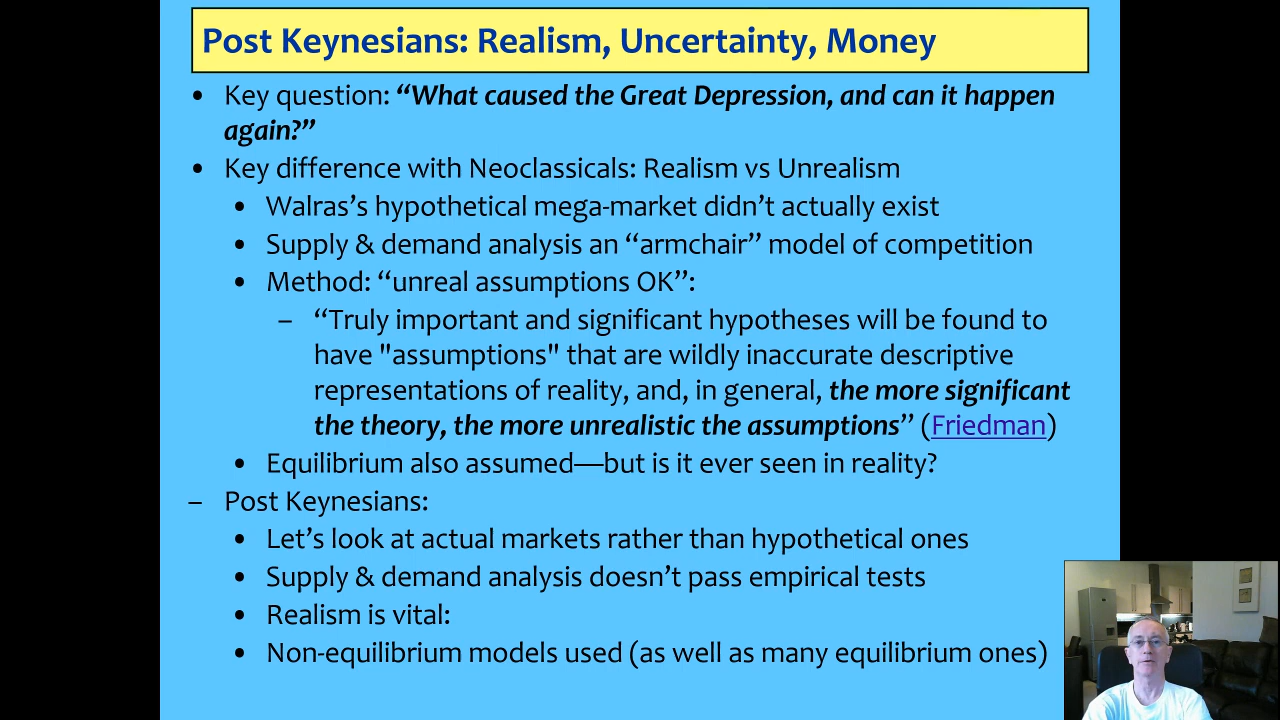 Post Keynesians: Realism, Uncertainty, Money
• Key question: “What caused the Great Depression, and can it happen
again?”
• Key difference with Neoclassicals: Realism vs Unrealism
• Walras’s hypothetical mega-market didn’t actually exist
• Supply & demand analysis an “armchair” model of competition
• Method: “unreal assumptions OK”:
– “Truly important and significant hypotheses will be found to
have "assumptions" that are wildly inaccurate descriptive
representations of reality, and, in general, the more significant
the theory, the more unrealistic the assumptions” (Friedman)
• Equilibrium also assumed—but is it ever seen in reality?
– Post Keynesians:
• Let’s look at actual markets rather than hypothetical ones
• Supply & demand analysis doesn’t pass empirical tests
• Realism is vital:
• Non-equilibrium models used (as well as many equilibrium ones)